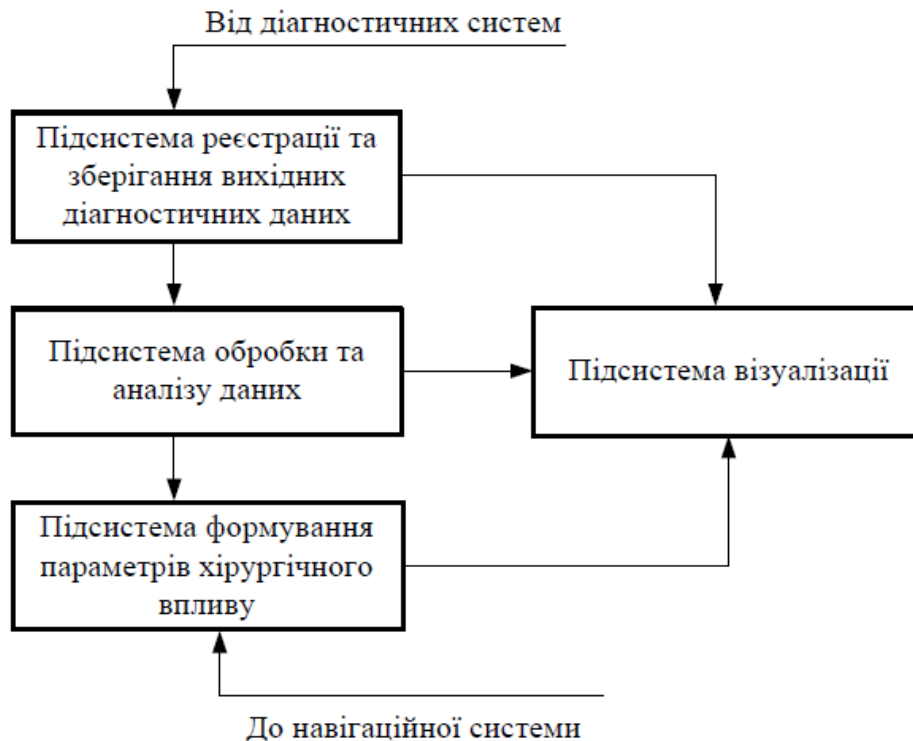 Від діагностичних систем
Підсистема реєстрації та
зберігання вихідних
діагностичних даних
Підсистема обробки та
аналізу даних
Підсистема візуалізації
Підсистема формування
параметрів хірургічного
впливу
До навігаційної системи